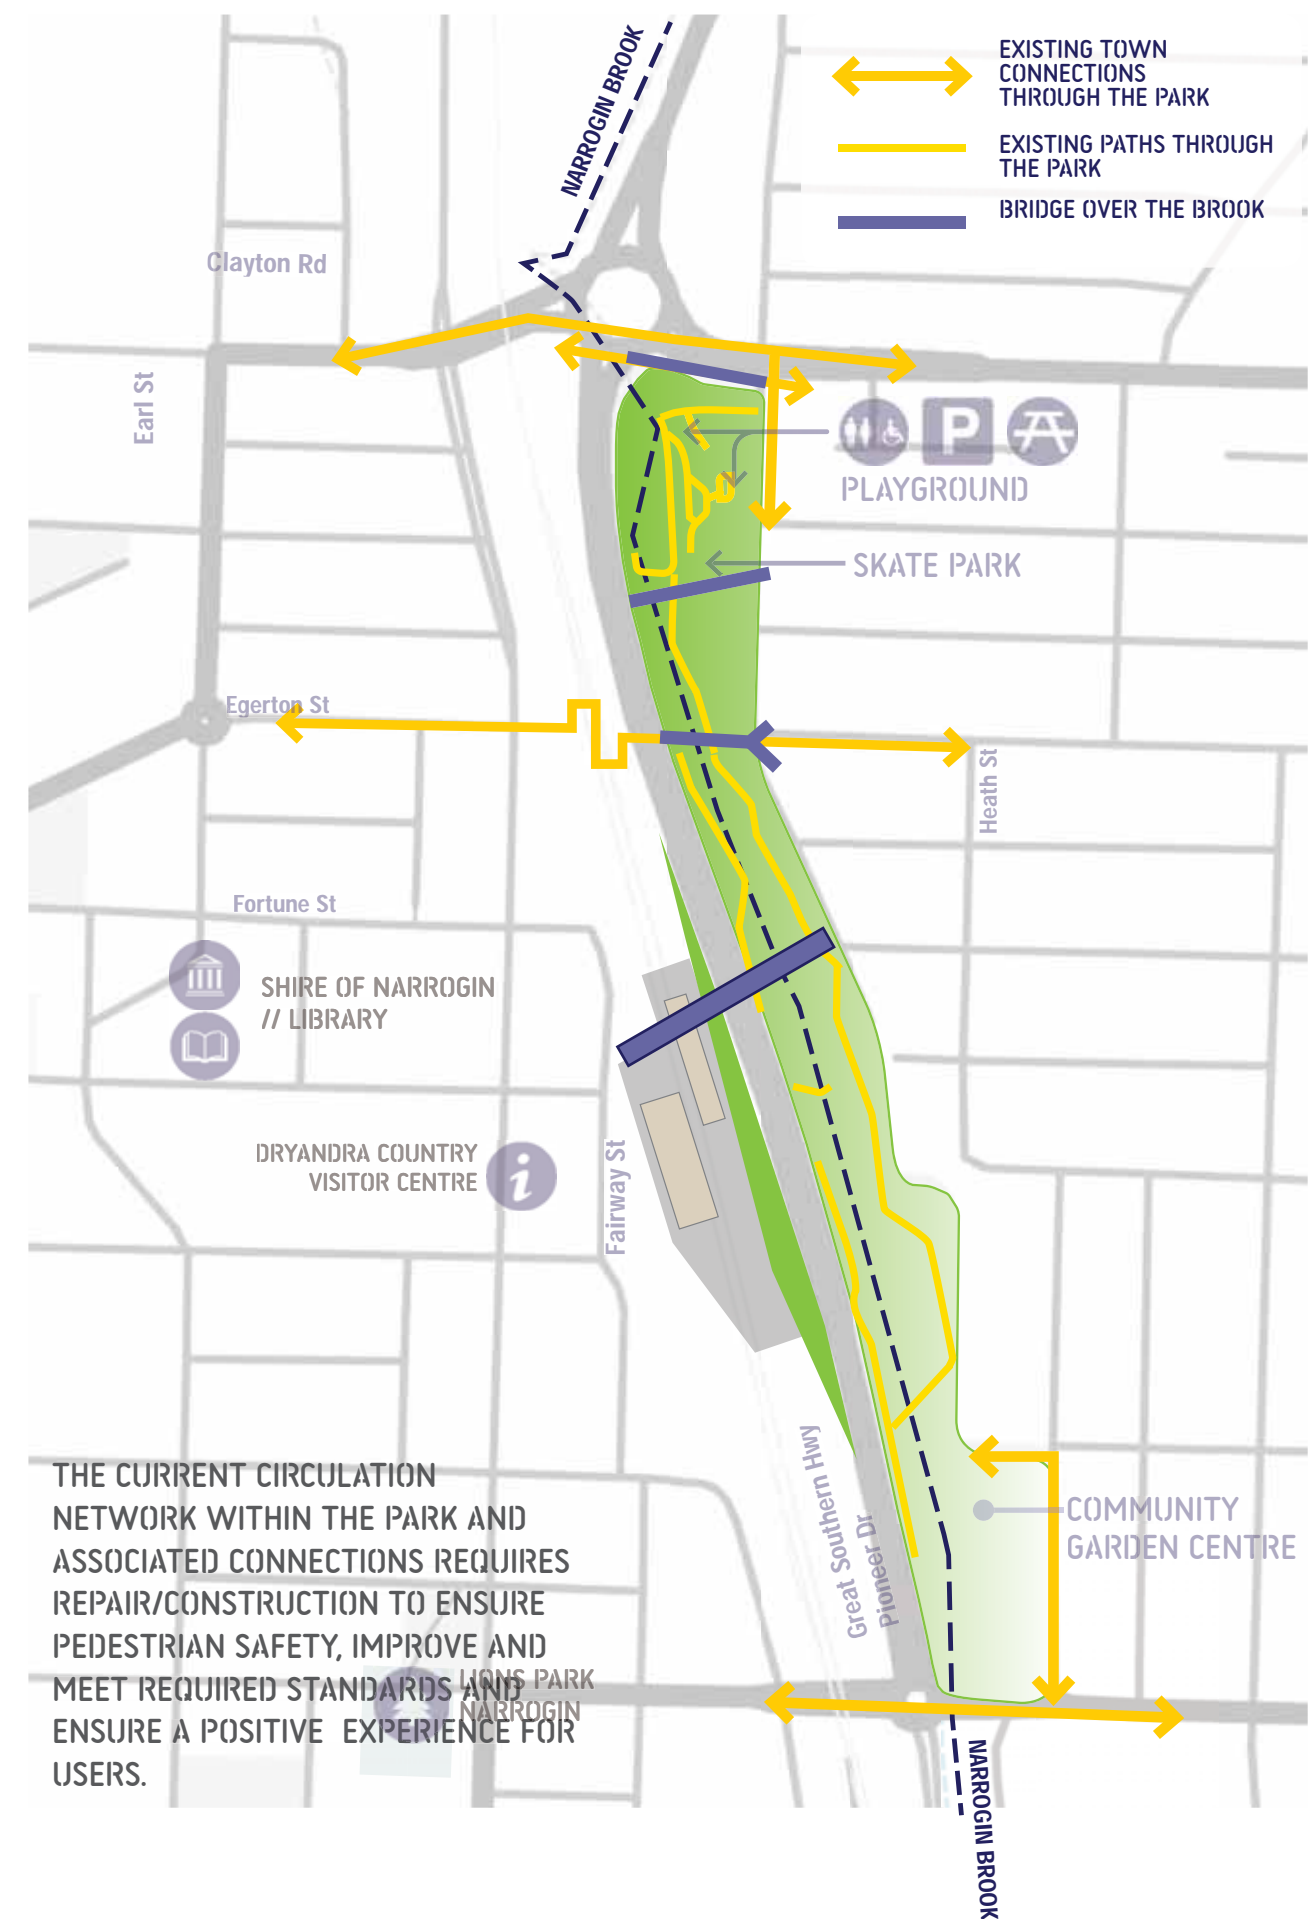 NARROGIN BROOK
EXISTING TOWN
CONNECTIONS
THROUGH THE PARK
EXISTING PATHS THROUGH
THE PARK
BRIDGE OVER THE BROOK
Clayton Rd
Earl St
P
PLAYGROUND
SKATE PARK
Egerton St
Heath St
Fortune St
SHIRE OF NARROGIN
// LIBRARY
DRYANDRA COUNTRY
VISITOR CENTRE
i
Fairway St
Great Southern Hwy
Pioneer Dr
COMMUNITY
GARDEN CENTRE
THE CURRENT CIRCULATION
NETWORK WITHIN THE PARK AND
ASSOCIATED CONNECTIONS REQUIRES
REPAIR/CONSTRUCTION TO ENSURE
PEDESTRIAN SAFETY, IMPROVE AND
MEET REQUIRED STANDARDS AND
ENSURE A POSITIVE EXPERIENCE FOR
USERS.
LIONS PARK
NARROGIN
NARROGIN BROOK